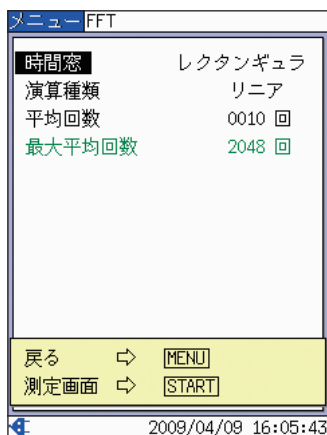 メニュー FFT
時間窓 レクタンギュラ
演算種類 リニア
平均回数 0010 回
最大平均回数 2048 回
戻る ⇨ MENU
測定画面 ⇨ START
2009/04/09 16:05:43